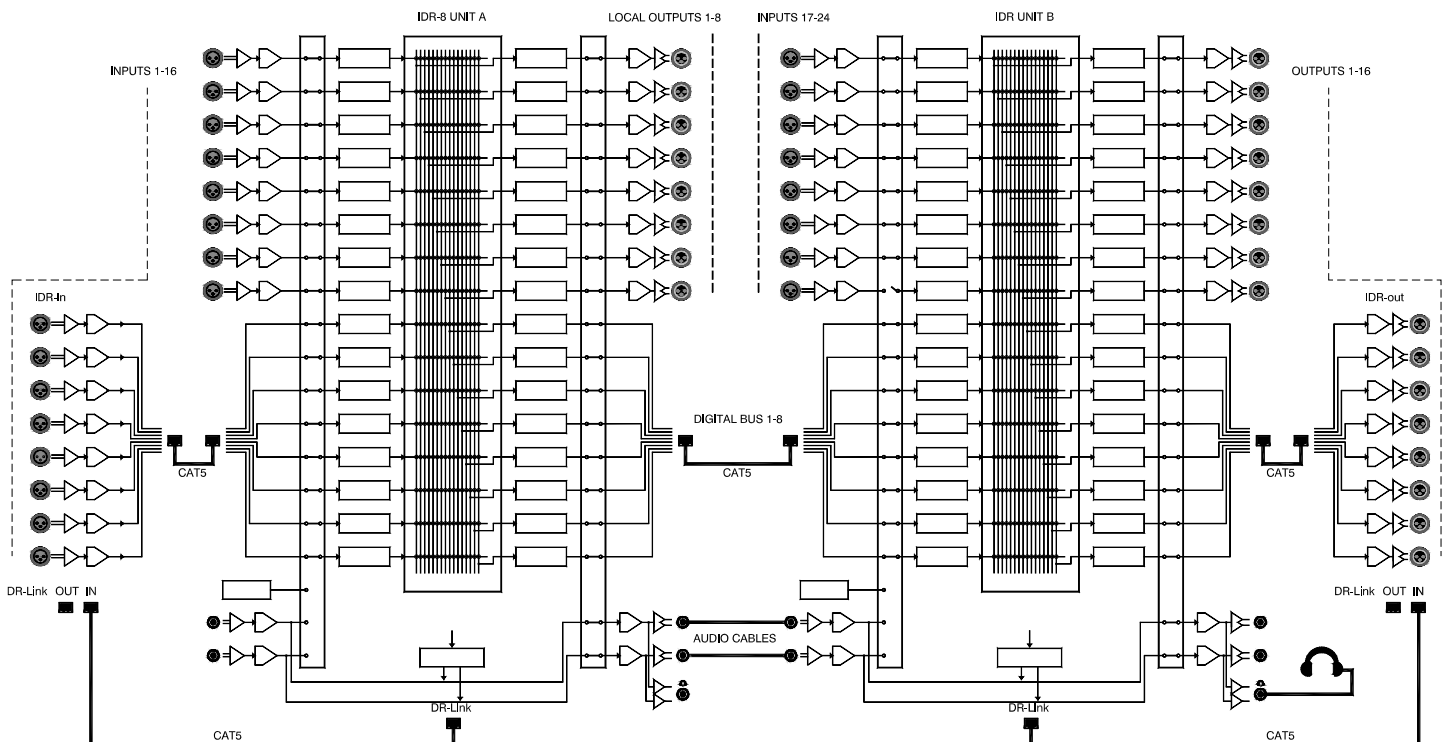 IDR-8 UNIT A
LOCAL OUTPUTS 1-8
INPUTS 17-24
IDR UNIT B
INPUTS 1-16
OUTPUTS 1-16
IDR-In
IDR-out
DIGITAL BUS 1-8
CAT5
CAT5
CAT5
DR-Link OUT IN
DR-Link OUT IN
AUDIO CABLES
DR-Link
DR-Link
CAT5
CAT5